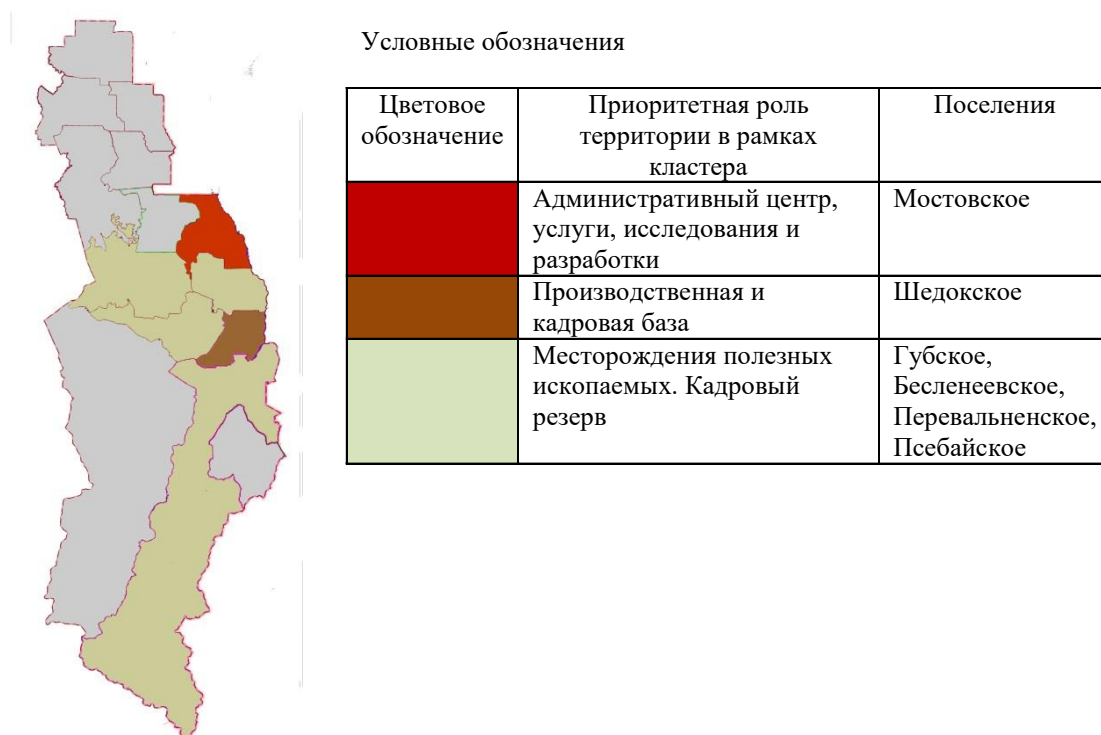 Условные обозначения
Цветовое
обозначение
Приоритетная роль
территории в рамках
кластера
Поселения
Административный центр,
услуги, исследования и
разработки
Мостовское
Производственная и
кадровая база
Шедокское
Месторождения полезных
ископаемых. Кадровый
резерв
Губское,
Бесленеевское,
Перевальненское,
Псебайское